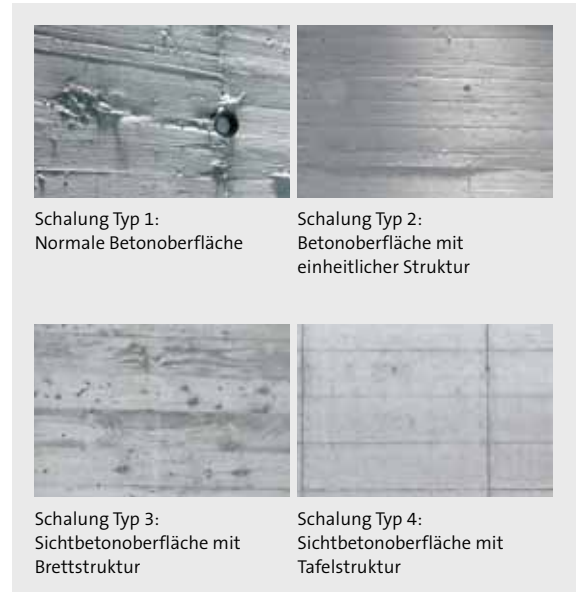 Schalung Typ 1:
Normale Betonoberfläche
Schalung Typ 2:
Betonoberfläche mit
einheitlicher Struktur
Schalung Typ 3:
Sichtbetonoberfläche mit
Brettstruktur
Schalung Typ 4:
Sichtbetonoberfläche mit
Tafelstruktur